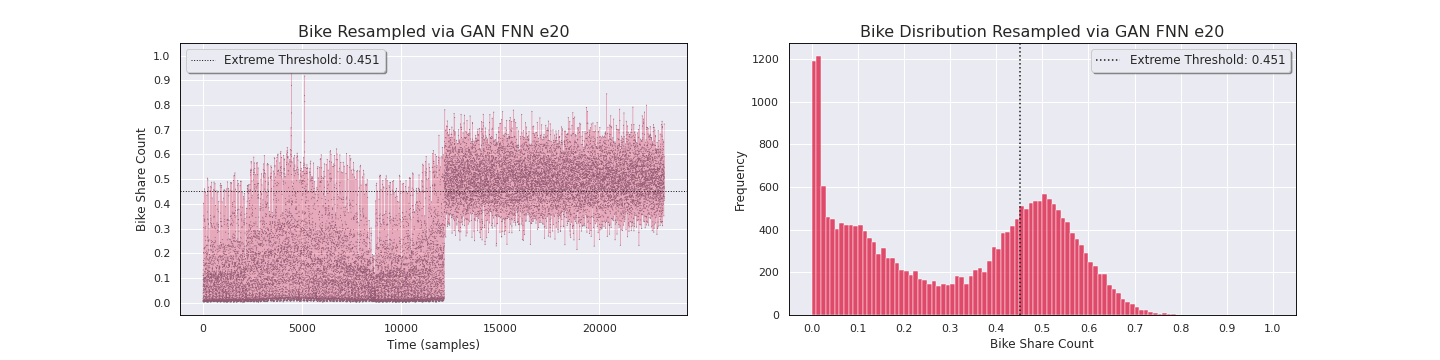 Bike Resampled via GAN FNN e20
Extreme Threshold: 0.451
Bike Share Count
1.0
0.9
0.8
0.7
0.6
0.5
0.4
0.3
0.2
0.1
0.0
0 5000 10000 15000 20000
Time (samples)
Bike Disribution Resampled via GAN FNN e20
Extreme Threshold: 0.451
Frequency
1200
1000
800
600
400
200
0
0.0 0.1 0.2 0.3 0.4 0.5 0.6 0.7 0.8 0.9 1.0
Bike Share Count